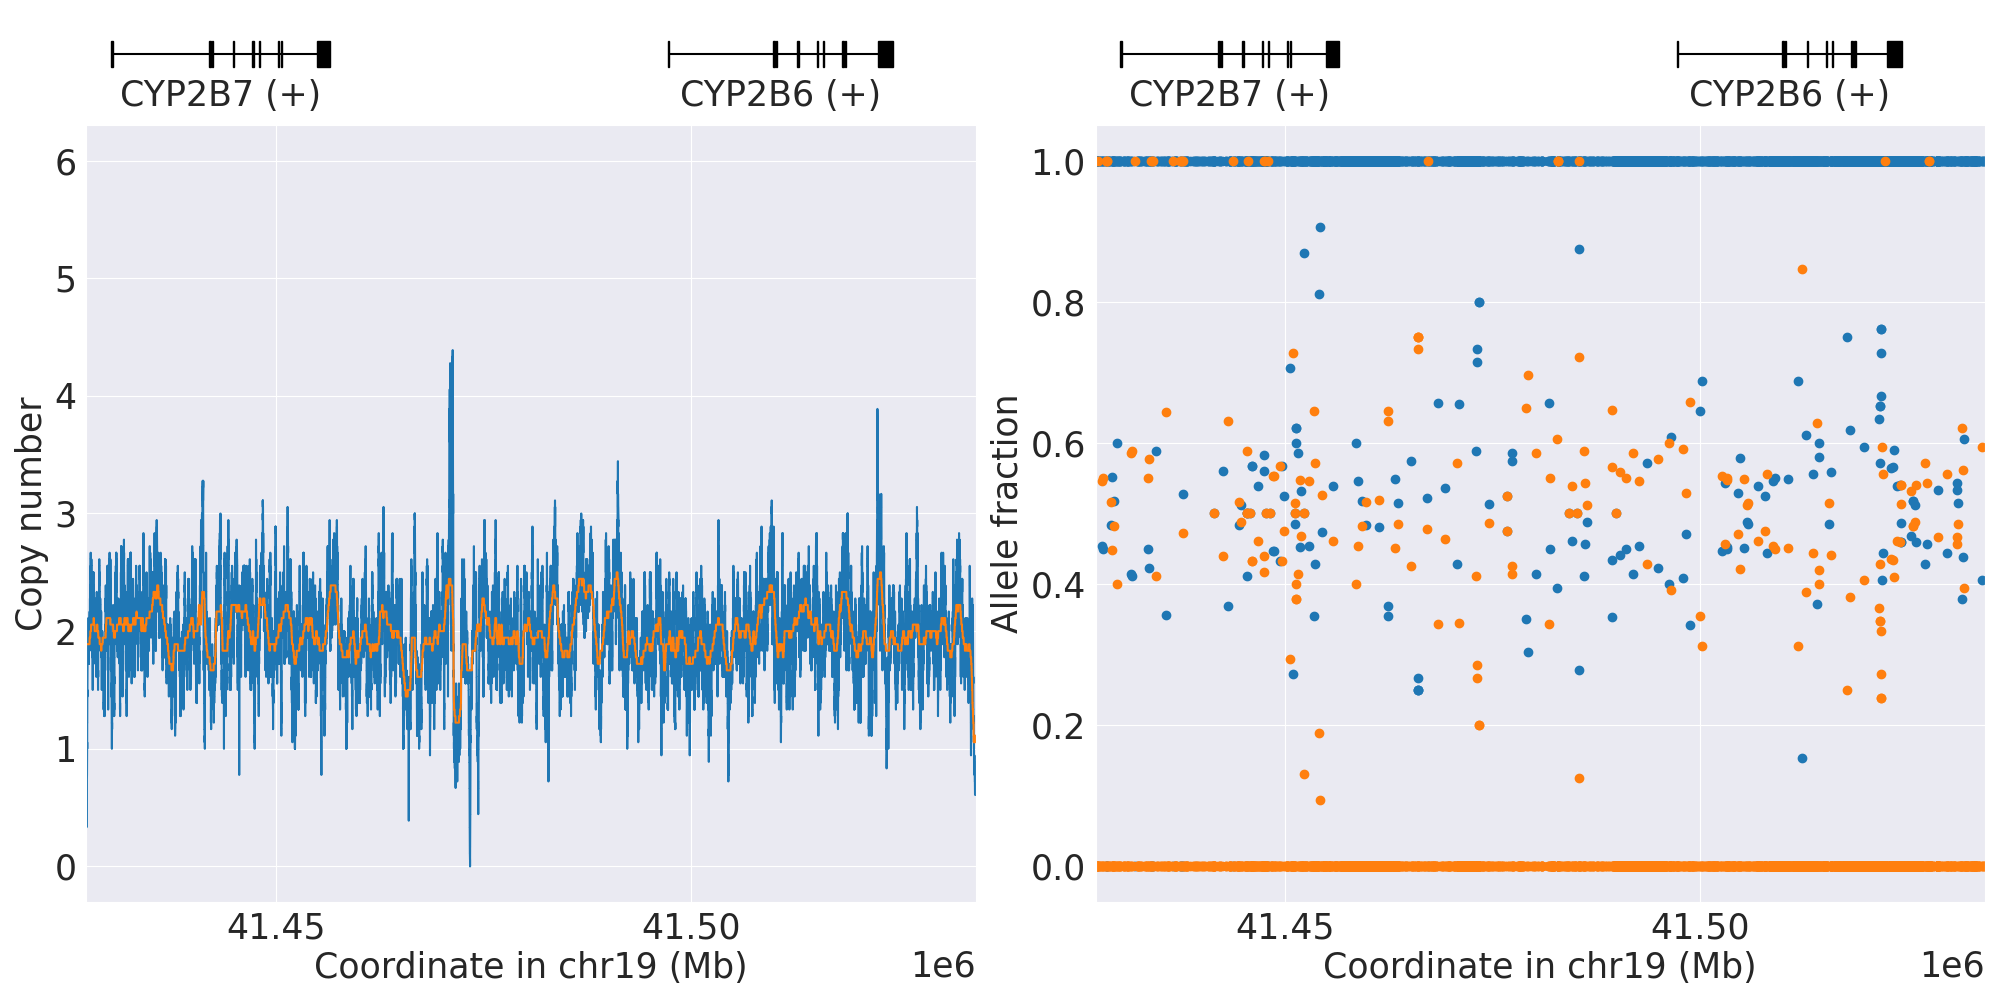 CYP2B7 (+) CYP2B6 (+)
6
5
4
3
2
1
0
Copy number
41.45 41.50
Coordinate in chr19 (Mb) 1e6
CYP2B7 (+) CYP2B6 (+)
1.0
0.8
0.6
0.4
0.2
0.0
Allele fraction
41.45 41.50
Coordinate in chr19 (Mb) 1e6